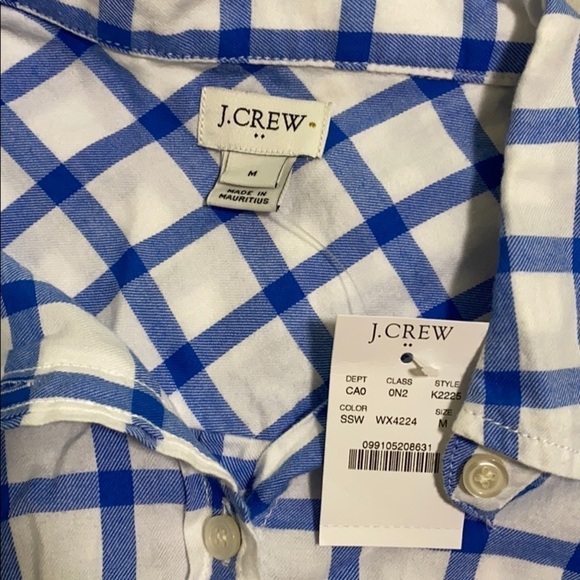 J.CREW
M
MADE IN
MAURITIUS
J.CREW
DEPT CLASS STYLE
CA0 0N2 K2225
COLOR SIZE
SSW WX4224 M
099105208631